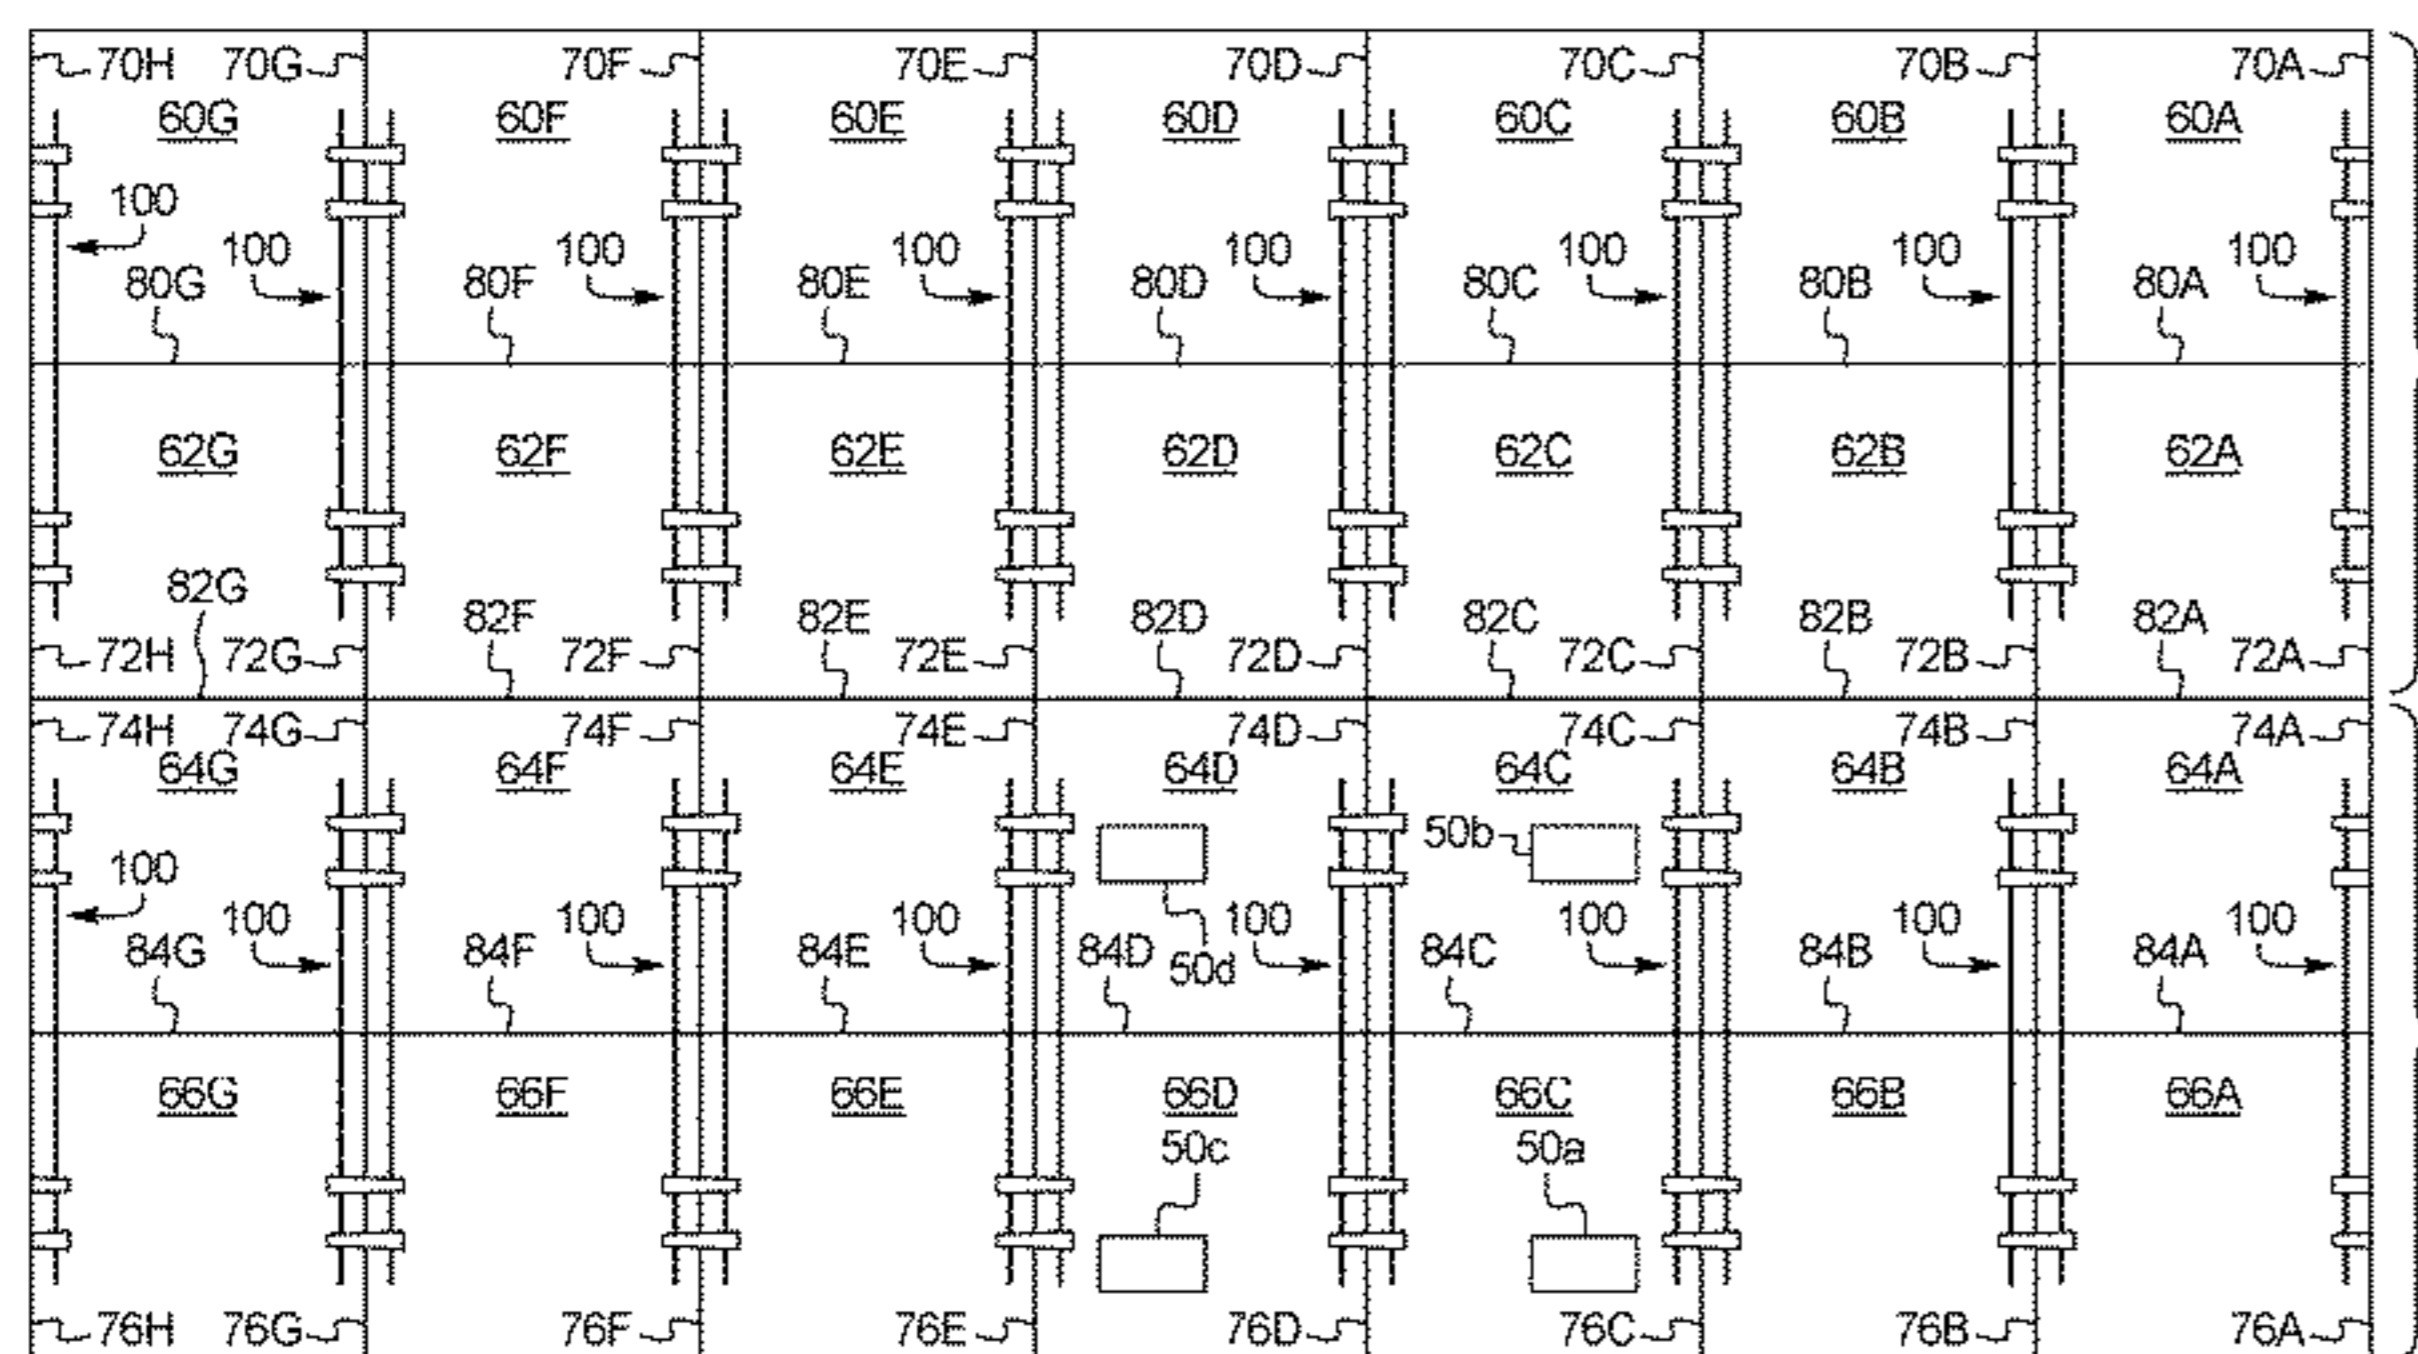 70H 70G 70F 70E 70D 70C 70B 70A
60G 60F 60E 60D 60C 60B 60A
100
100 100 100 100 100 100 100
80G 80F 80E 80D 80C 80B 80A
62G 62F 62E 62D 62C 62B 62A
82G
82F 82E 82D 82C 82B 82A
72H 72G 72F 72E 72D 72C 72B 72A
74H 74G 74F 74E 74D 74C 74B 74A
64G 64F 64E 64D 64C 64B 64A
50b
100
100 100 100 100 100 100 100
84G 84F 84E 84D 50d 84C 84B 84A
66G 66F 66E 66D 66C 66B 66A
50c 50a
76H 76G 76F 76E 76D 76C 76B 76A